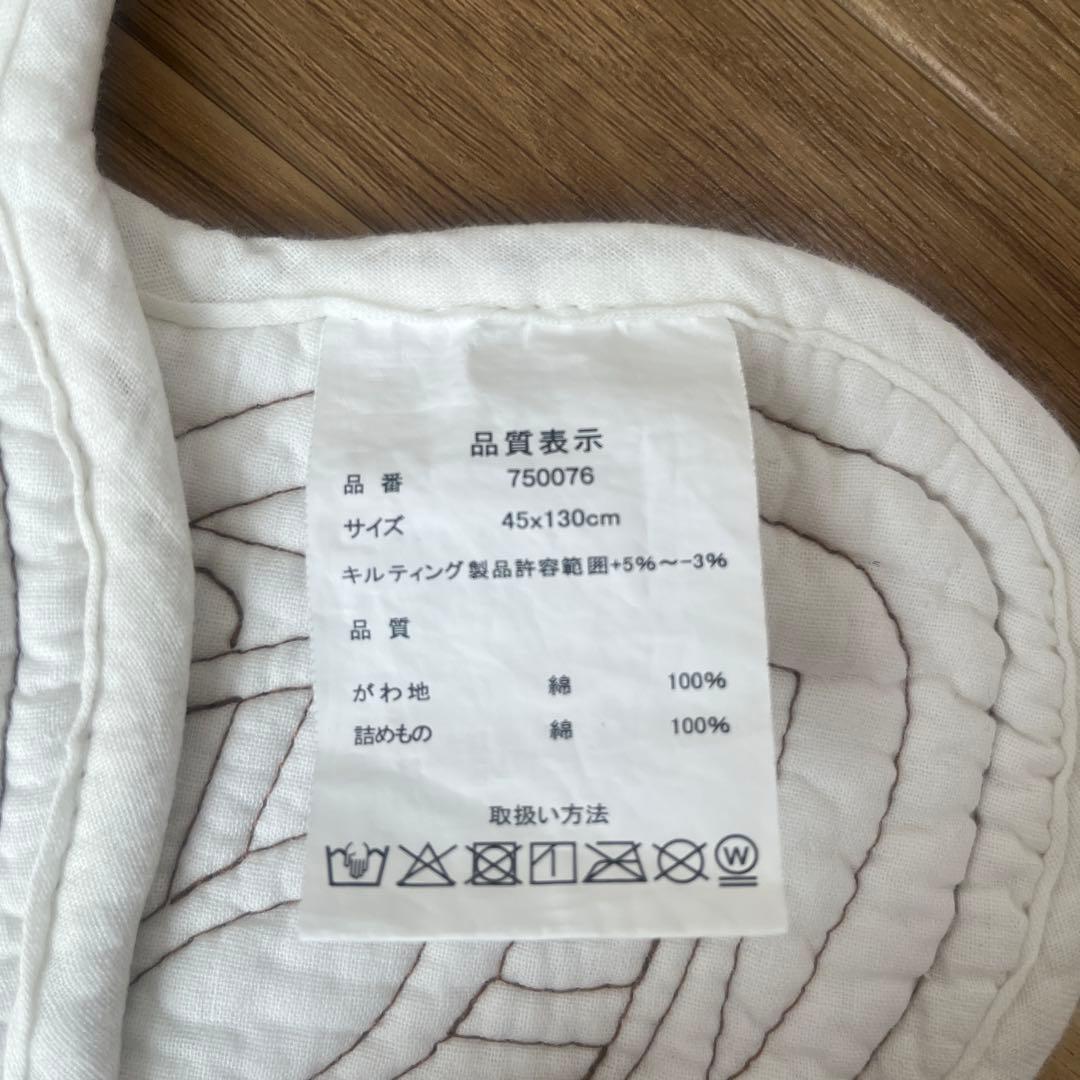 品質表示
品番 750076
サイズ 45x130cm
キルティング製品許容範囲+5%～-3%
品質
がわ地 綿 100%
詰めもの 綿 100%
取扱い方法
W